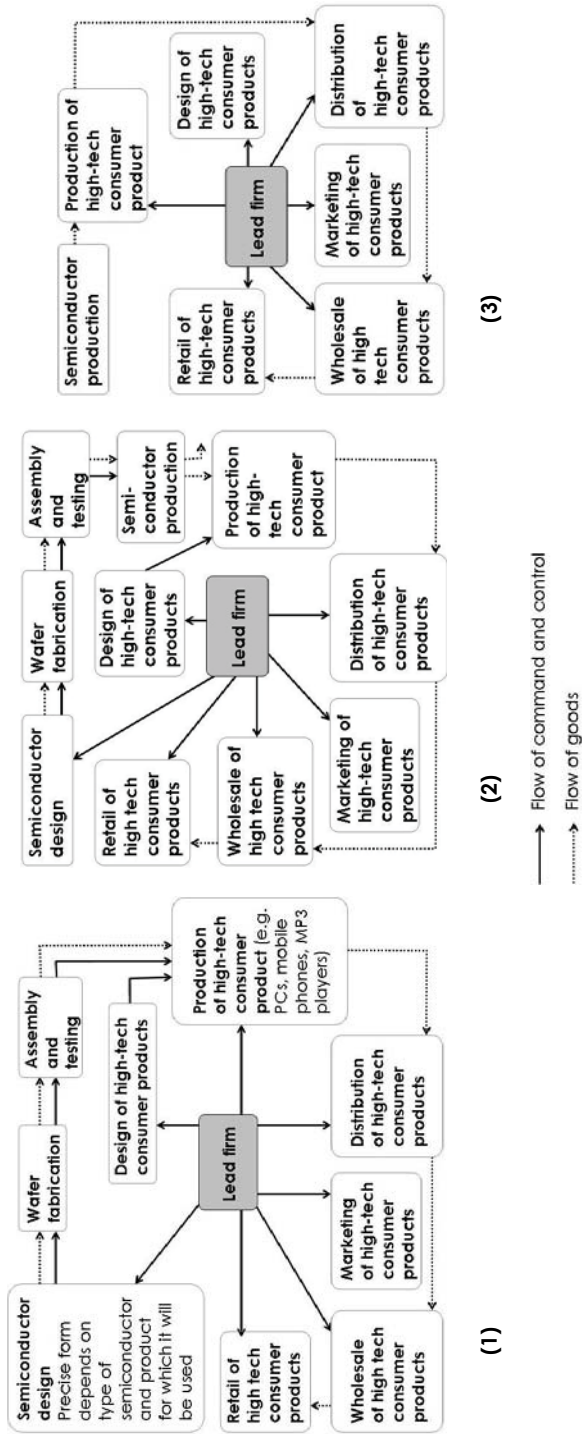 Semiconductor
design
Precise form
depends on
type of
semiconductor
and product
for which it will
be used
Wafer
fabrication
Assembly
and
testing
Design of high-tech
consumer products
Production
of high-tech
consumer
product (e.g.
PCs, mobile
phones, MP3
players)
Lead firm
Retail of
high tech
consumer
products
Wholesale
of high tech
consumer
products
Marketing
of high-tech
consumer
products
Distribution
of high-tech
consumer
products
(1)
Semiconductor
design
Wafer
fabrication
Assembly
and
testing
Semi-
conductor
production
Design of
high-tech
consumer
products
Production
of high-
tech
consumer
product
Lead firm
Retail of
high tech
consumer
products
Wholesale of
high tech
consumer
products
Marketing of
high-tech
consumer
products
Distribution
of high-tech
consumer
products
(2)
Semiconductor
production
Production of
high-tech
consumer
product
Design of
high-tech
consumer
products
Lead firm
Retail of
high-tech
consumer
products
Wholesale
of high
tech
consumer
products
Marketing
of high-tech
consumer
products
Distribution
of high-tech
consumer
products
(3)
Flow of command and control
Flow of goods